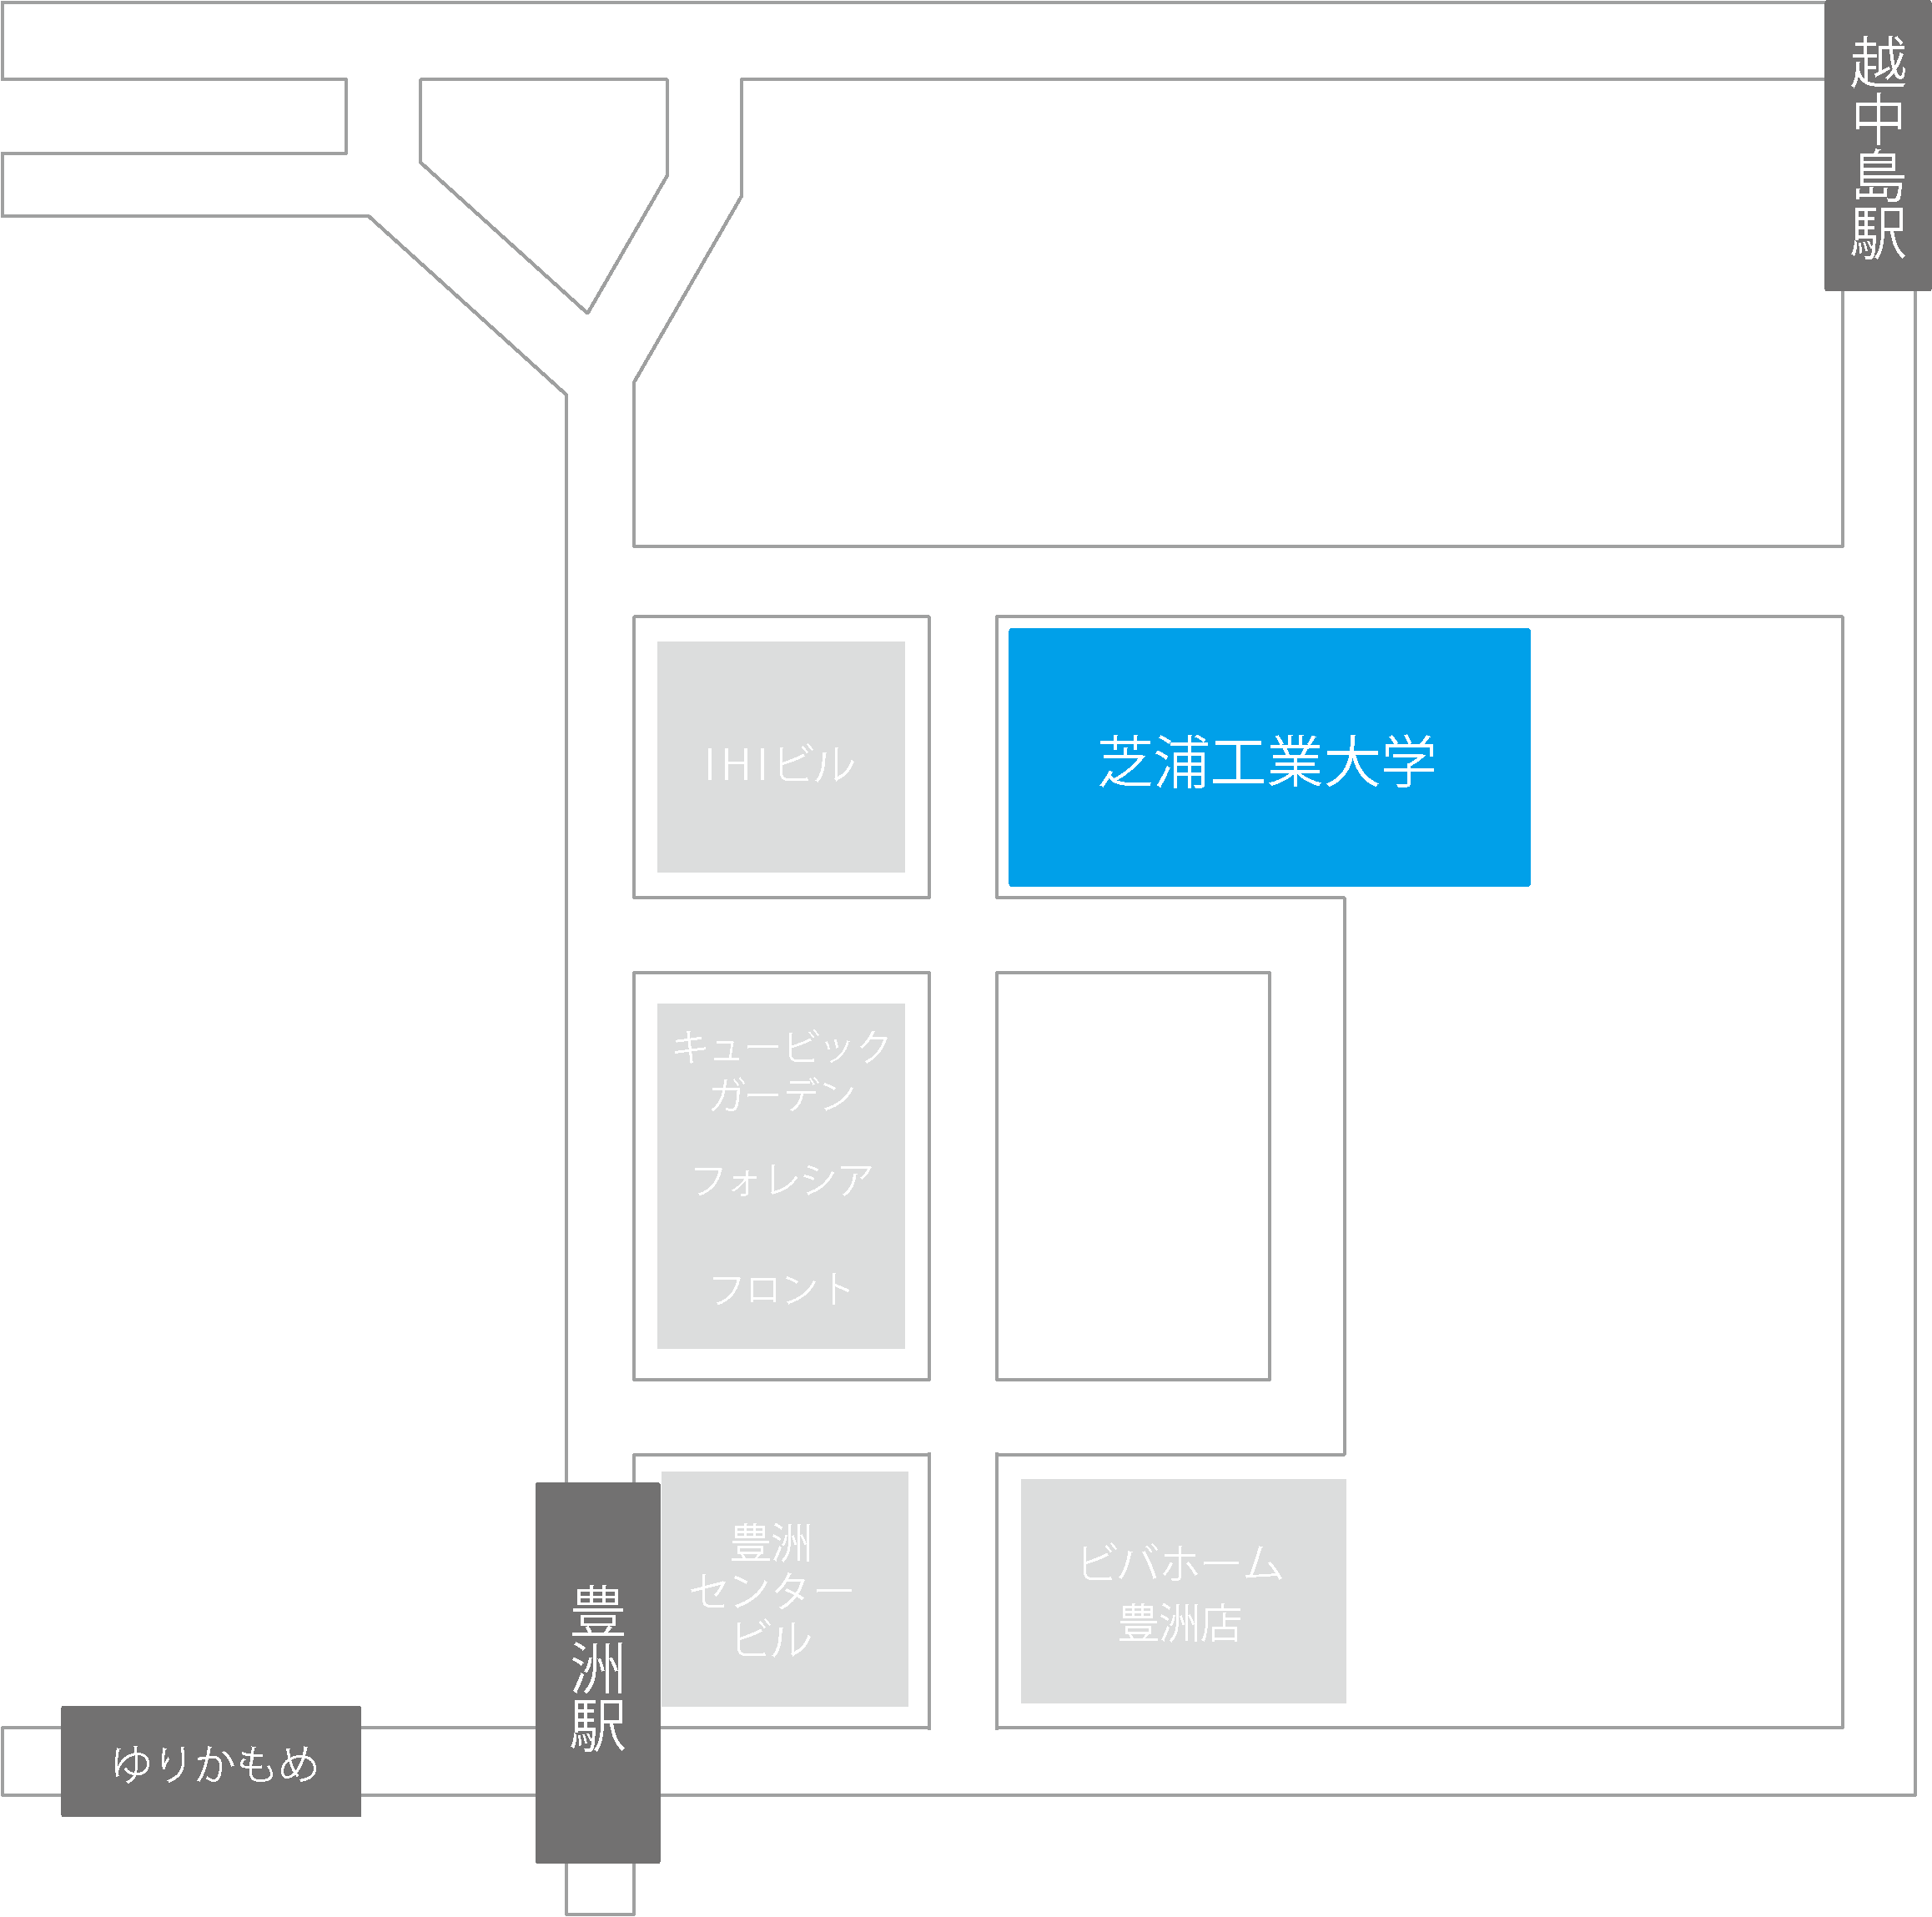 越中島駅
IHIビル
芝浦工業大学
キュービック
ガーデン
フォレシア
フロント
豊洲
センター
ビル
ビバホーム
豊洲店
豊洲駅
ゆりかもめ